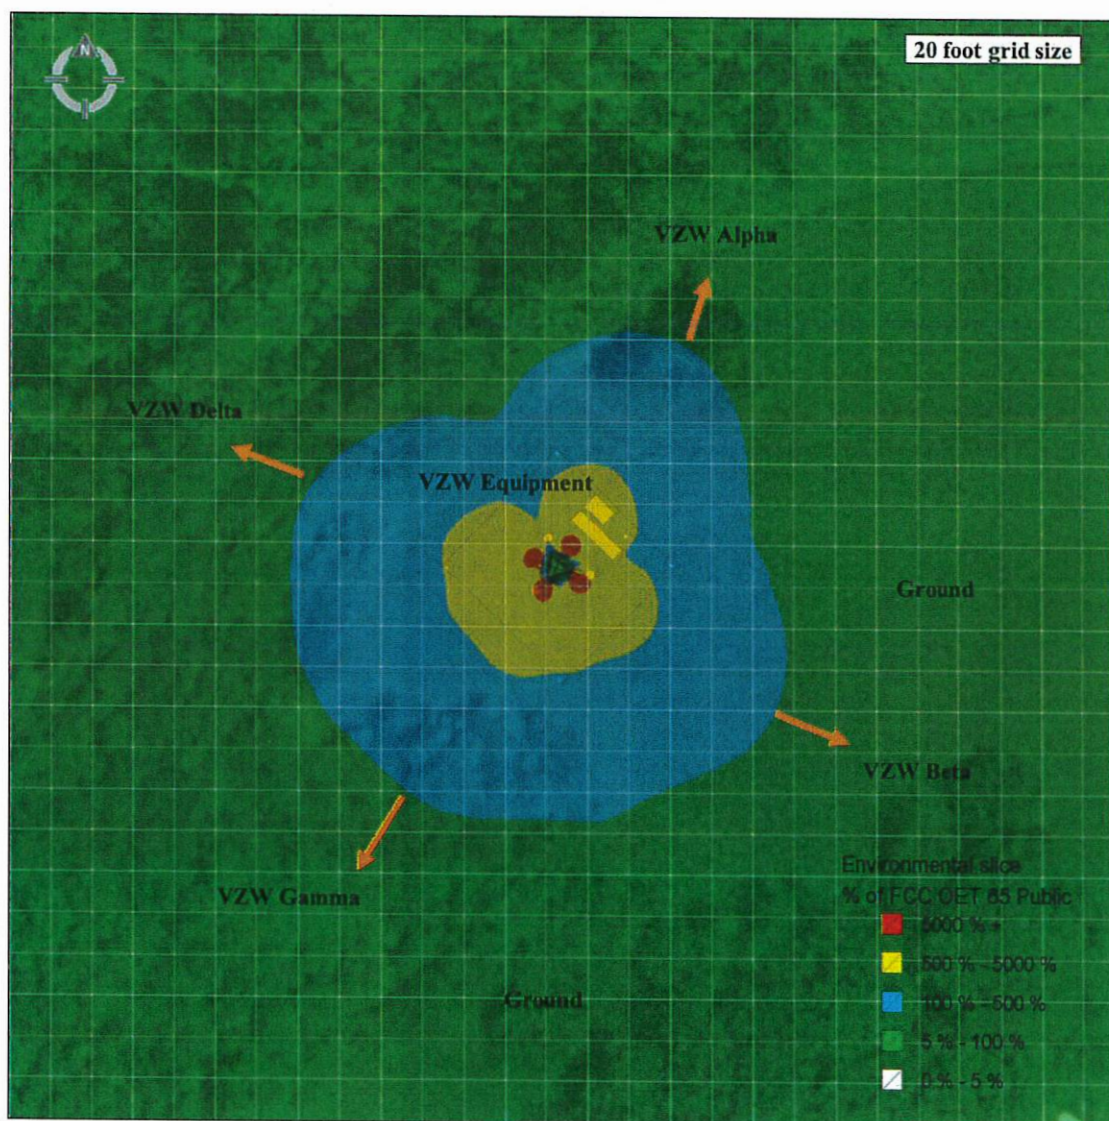 N
20 foot grid size
VZW Alpha
VZW Delta
VZW Equipment
Ground
VZW Beta
VZW Gamma
Ground
Environmental slice
% of FCC OET 65 Public
5000 % +
500 % - 5000 %
100 % - 500 %
5 % - 100 %
0 % - 5 %